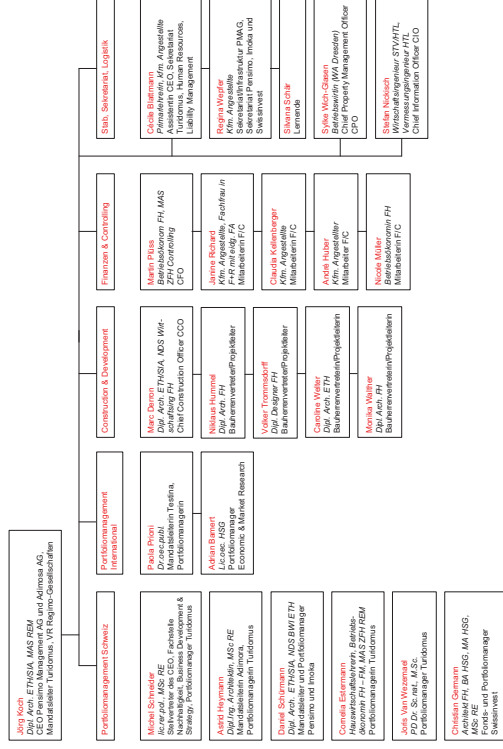 Jörg Koch
Dipl. Arch. ETH/SIA, MAS REM
CEO Pensimo Management AG und Adimosa AG,
Mandatsleiter Turidomus, VR Regimo-Gesellschaften
Portfoliomanagement Schweiz
Michel Schneider
lic.rer.pol., MSc RE
Stellvertreter des CEO, Fachstelle
Nachhaltigkeit, Business Development &
Strategy, Portfoliomanager Turidomus
Astrid Heymann
Dipl.Ing. Architektin, MSc RE
Mandatsleiterin Adimora,
Portfoliomanagerin Turidomus
Daniel Schürmann
Dipl. Arch. ETH/SIA, NDS BWI ETH
Mandatsleiter und Portfoliomanager
Pensimo und Imoka
Cornelia Estermann
Hauswirtschaftslehrerin, Betriebs-
ökonomin FH – FM, MAS ZFH REM
Portfoliomanagerin Turidomus
Joris Van Wezemael
PD Dr. Sc.nat., M.Sc.
Portfoliomanager Turidomus
Christian Germann
Architekt FH, BA HSG, MA HSG,
MSc RE
Fonds- und Portfoliomanager
Swissinvest
Portfoliomanagement
International
Paola Prioni
Dr.oec.publ.
Mandatsleiterin Testina,
Portfoliomanagerin
Adrian Bamert
Lic.oec. HSG
Portfoliomanager
Economic & Market Research
Construction & Development
Marc Derron
Dipl. Arch. ETH/SIA, NDS Wirt-
schaftsing FH
Chief Construction Officer CCO
Niklaus Hummel
Dipl. Arch. FH
Bauherrenvertreter/Projektleiter
Volker Trommsdorff
Dipl. Designer FH
Bauherrenvertreter/Projektleiter
Caroline Welter
Dipl. Arch. ETH
Bauherrenvertreterin/Projektleiterin
Monika Walther
Dipl. Arch. FH
Bauherrenvertreterin/Projektleiterin
Finanzen & Controlling
Martin Plüss
Betriebsökonom FH, MAS
ZFH Controlling
CFO
Janine Richard
Kfm. Angestellte, Fachfrau in
F+R mit eidg. FA
Mitarbeiterin F/C
Claudia Kellenberger
Kfm. Angestellte
Mitarbeiterin F/C
André Huber
Kfm. Angestellter
Mitarbeiter F/C
Nicole Müller
Betriebsökonomin FH
Mitarbeiterin F/C
Stab, Sekretariat, Logistik
Cécile Blattmann
Primarlehrerin, Kfm. Angestellte
Assistentin CEO, Sekretariat
Turidomus, Human Resources,
Liability Management
Regina Wepfer
Kfm. Angestellte
Sekretariat/Infrastruktur PMAG,
Sekretariat Pensimo, Imoka und
Swissinvest
Silvana Schär
Lernende
Betriebswirtin (WA Dresden)
Chief Property Management Officer
CPO
Stefan Nickisch
Wirtschaftsingenieur STV/HTL,
Vermessungsingenieur HTL
Chief Information Officer CIO